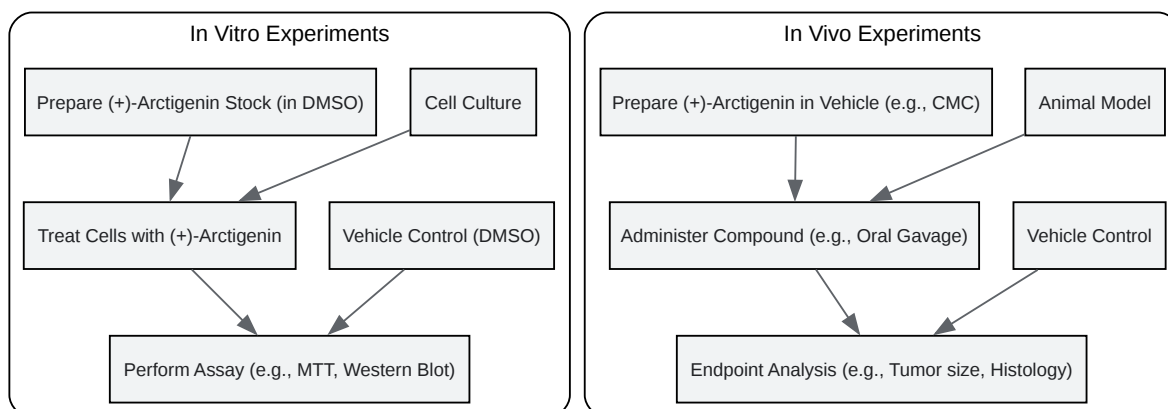 In Vitro Experiments
Prepare (+)-Arctigenin Stock (in DMSO)
Cell Culture
Treat Cells with (+)-Arctigenin
Vehicle Control (DMSO)
Perform Assay (e.g., MTT, Western Blot)
In Vivo Experiments
Prepare (+)-Arctigenin in Vehicle (e.g., CMC)
Animal Model
Administer Compound (e.g., Oral Gavage)
Vehicle Control
Endpoint Analysis (e.g., Tumor size, Histology)